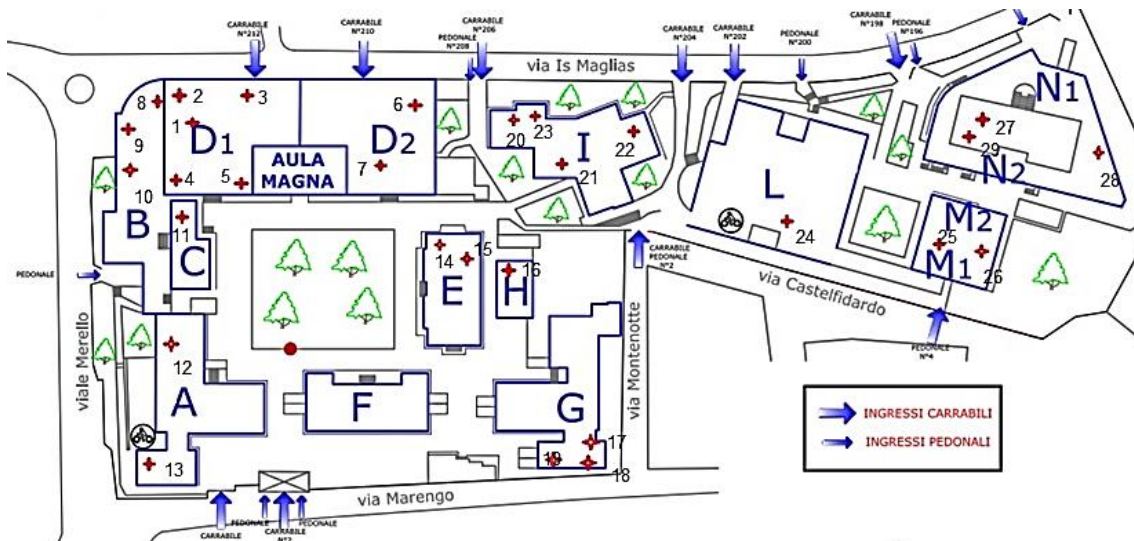 CARRABILE
N°212
CARRABILE
N°210
PEDONALE
N°208
CARRABILE
N°206
CARRABILE
N°204
CARRABILE
N°202
PEDONALE
N°200
CARRABILE
N°198
PEDONALE
N°196
via Is Maglias
8
2
3
6
1
9
D1
D2
7
4
5
10
AULA
MAGNA
B
11
C
20
23
I
22
21
L
24
N1
27
29
N2
28
M2
25
M1
26
14
15
E
16
H
CARRABILE
PEDONALE
N°2
via Castelfidardo
PEDONALE
N°4
PEDONALE
viale Merello
12
A
13
F
G
17
19
18
via Montenotte
via Marengo
CARRABILE
PEDONALE
CARRABILE
N°2
PEDONALE
INGRESSI CARRABILI
INGRESSI PEDONALI